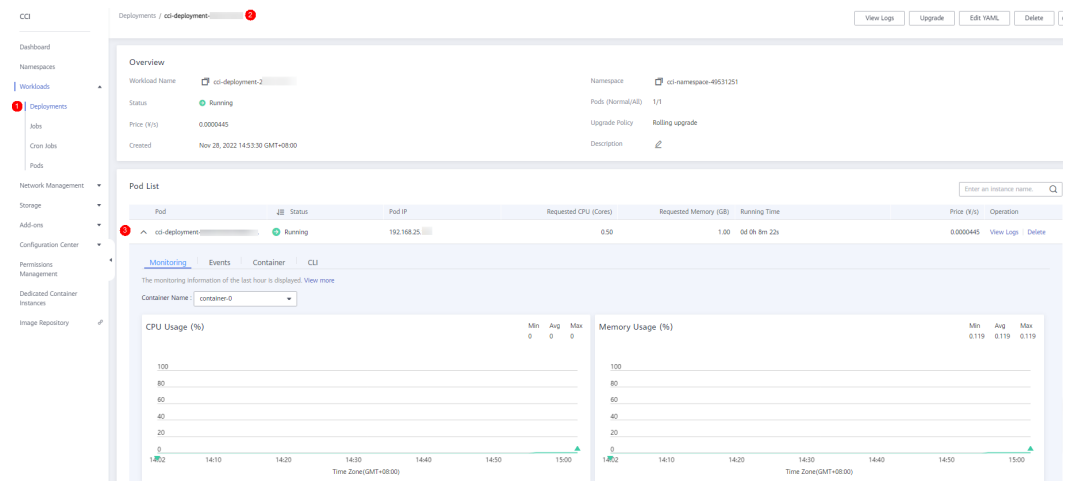 CCI
Deployments / cci-deployment- 2
View Logs Upgrade Edit YAML Delete
Dashboard
Namespaces
Workloads
1 Deployments
Jobs
Cron Jobs
Pods
Network Management
Storage
Add-ons
Configuration Center
Permissions
Management
Dedicated Container
Instances
Image Repository
Overview
Workload Name cci-deployment-2
Namespace cci-namespace-49531251
Status Running
Pods (Normal/All) 1/1
Price (¥/s) 0.0000445
Upgrade Policy Rolling upgrade
Created Nov 28, 2022 14:53:30 GMT+08:00
Description
Pod List
Enter an instance name.
Pod Status Pod IP Requested CPU (Cores) Requested Memory (GB) Running Time Price (¥/s) Operation
3 cci-deployment- Running 192.168.25. 0.50 1.00 0d 0h 8m 22s 0.0000445 View Logs Delete
Monitoring Events Container CLI
The monitoring information of the last hour is displayed. View more
Container Name : container-0
CPU Usage (%)
Min Avg Max
0 0 0
100
80
60
40
20
0
14:02 14:10 14:20 14:30 14:40 14:50 15:00
Time Zone(GMT+08:00)
Memory Usage (%)
Min Avg Max
0.119 0.119 0.119
100
80
60
40
20
0
14:02 14:10 14:20 14:30 14:40 14:50 15:00
Time Zone(GMT+08:00)